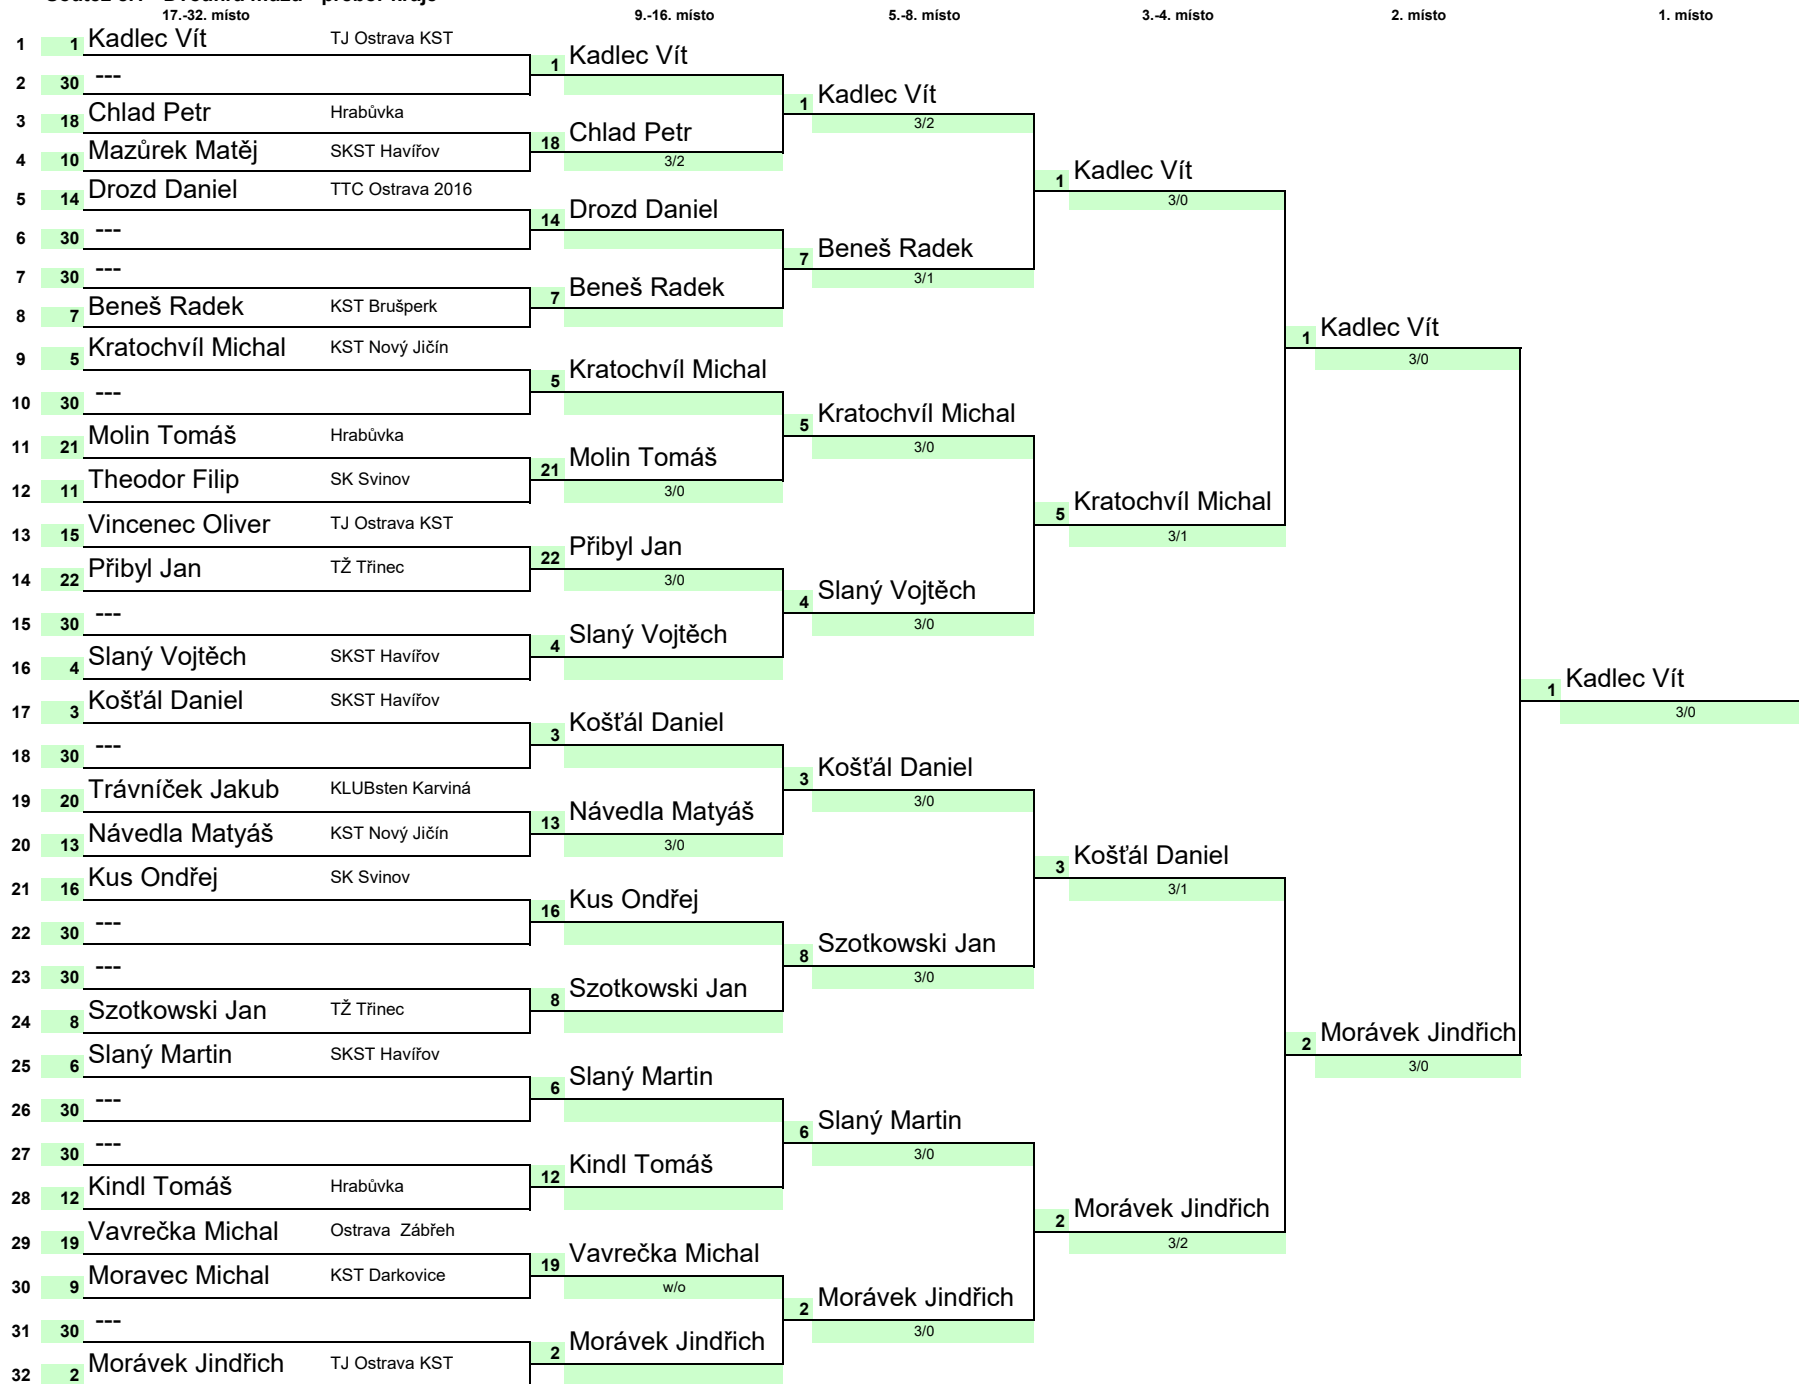 17.-32. místo 9.-16. místo 5.-8. místo 3.-4. místo 2. místo 1. místo
1 1 Kadlec Vít TJ Ostrava KST
1 Kadlec Vít
2 30 ---
1 Kadlec Vít
3/2
3 18 Chlad Petr Hrabůvka
18 Chlad Petr
3/2
4 10 Mazůrek Matěj SKST Havířov
1 Kadlec Vít
3/0
5 14 Drozd Daniel TTC Ostrava 2016
14 Drozd Daniel
6 30 ---
7 Beneš Radek
3/1
7 30 ---
7 Beneš Radek
8 7 Beneš Radek KST Brušperk
1 Kadlec Vít
3/0
9 5 Kratochvíl Michal KST Nový Jičín
5 Kratochvíl Michal
10 30 ---
5 Kratochvíl Michal
3/0
11 21 Molin Tomáš Hrabůvka
21 Molin Tomáš
3/0
12 11 Theodor Filip SK Svinov
5 Kratochvíl Michal
3/1
13 15 Vincenec Oliver TJ Ostrava KST
22 Přibyl Jan
3/0
14 22 Přibyl Jan TŽ Třinec
4 Slaný Vojtěch
3/0
15 30 ---
4 Slaný Vojtěch
16 4 Slaný Vojtěch SKST Havířov
1 Kadlec Vít
3/0
17 3 Košťál Daniel SKST Havířov
3 Košťál Daniel
18 30 ---
3 Košťál Daniel
3/0
19 20 Trávníček Jakub KLUBsten Karviná
13 Návedla Matyáš
3/0
20 13 Návedla Matyáš KST Nový Jičín
3 Košťál Daniel
3/1
21 16 Kus Ondřej SK Svinov
16 Kus Ondřej
22 30 ---
8 Szotkowski Jan
3/0
23 30 ---
8 Szotkowski Jan
24 8 Szotkowski Jan TŽ Třinec
2 Morávek Jindřich
3/0
25 6 Slaný Martin SKST Havířov
6 Slaný Martin
26 30 ---
6 Slaný Martin
3/0
27 30 ---
12 Kindl Tomáš
28 12 Kindl Tomáš Hrabůvka
2 Morávek Jindřich
3/2
29 19 Vavrečka Michal Ostrava Zábřeh
19 Vavrečka Michal
w/o
30 9 Moravec Michal KST Darkovice
2 Morávek Jindřich
3/0
31 30 ---
2 Morávek Jindřich
32 2 Morávek Jindřich TJ Ostrava KST